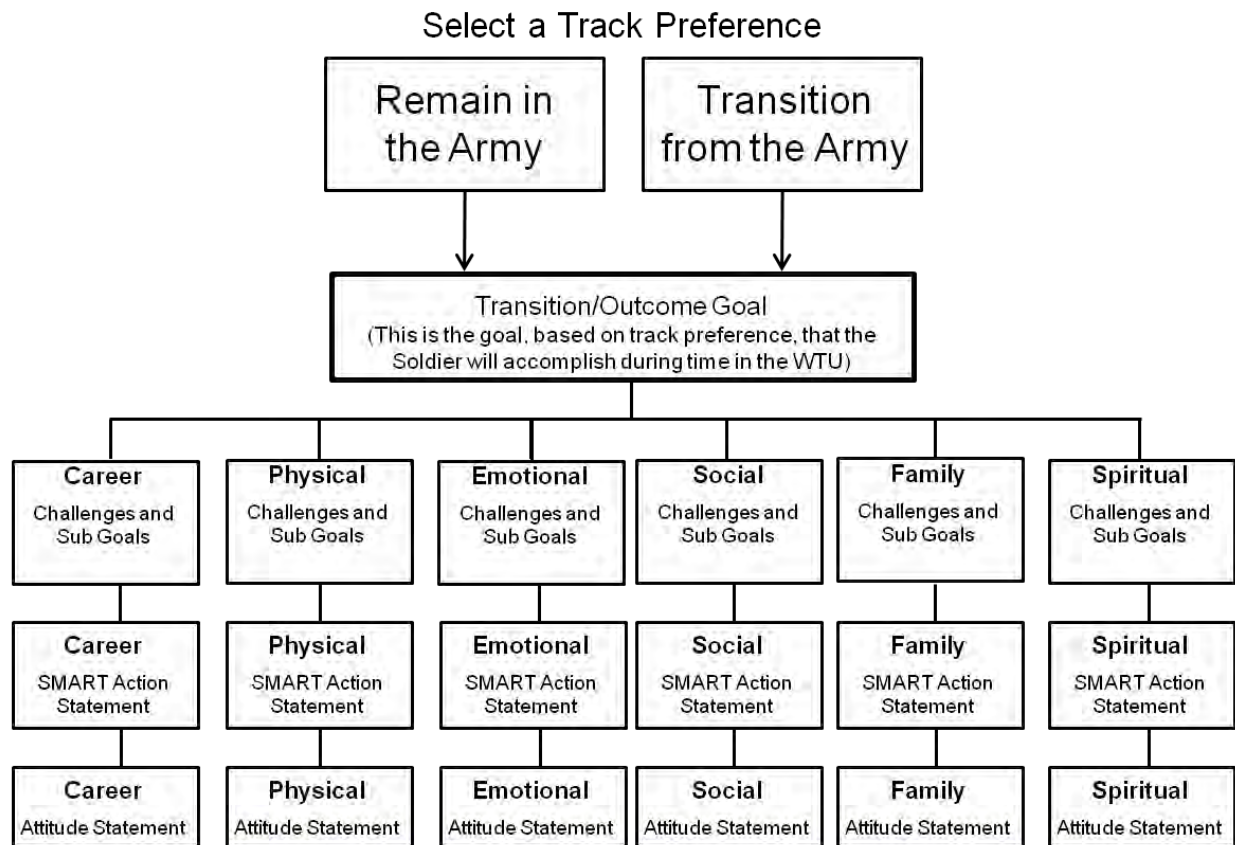 Select a Track Preference
Remain in
the Army
Transition
from the Army
Transition/Outcome Goal
(This is the goal, based on track preference, that the
Soldier will accomplish during time in the WTU)
Career
Challenges and
Sub Goals
Physical
Challenges and
Sub Goals
Emotional
Challenges and
Sub Goals
Social
Challenges and
Sub Goals
Family
Challenges and
Sub Goals
Spiritual
Challenges and
Sub Goals
Career
SMART Action
Statement
Physical
SMART Action
Statement
Emotional
SMART Action
Statement
Social
SMART Action
Statement
Family
SMART Action
Statement
Spiritual
SMART Action
Statement
Career
Attitude Statement
Physical
Attitude Statement
Emotional
Attitude Statement
Social
Attitude Statement
Family
Attitude Statement
Spiritual
Attitude Statement